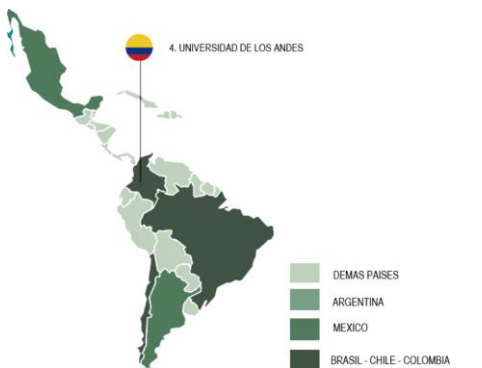 4. UNIVERSIDAD DE LOS ANDES
DEMAS PAISES
ARGENTINA
MEXICO
BRASIL - CHILE - COLOMBIA